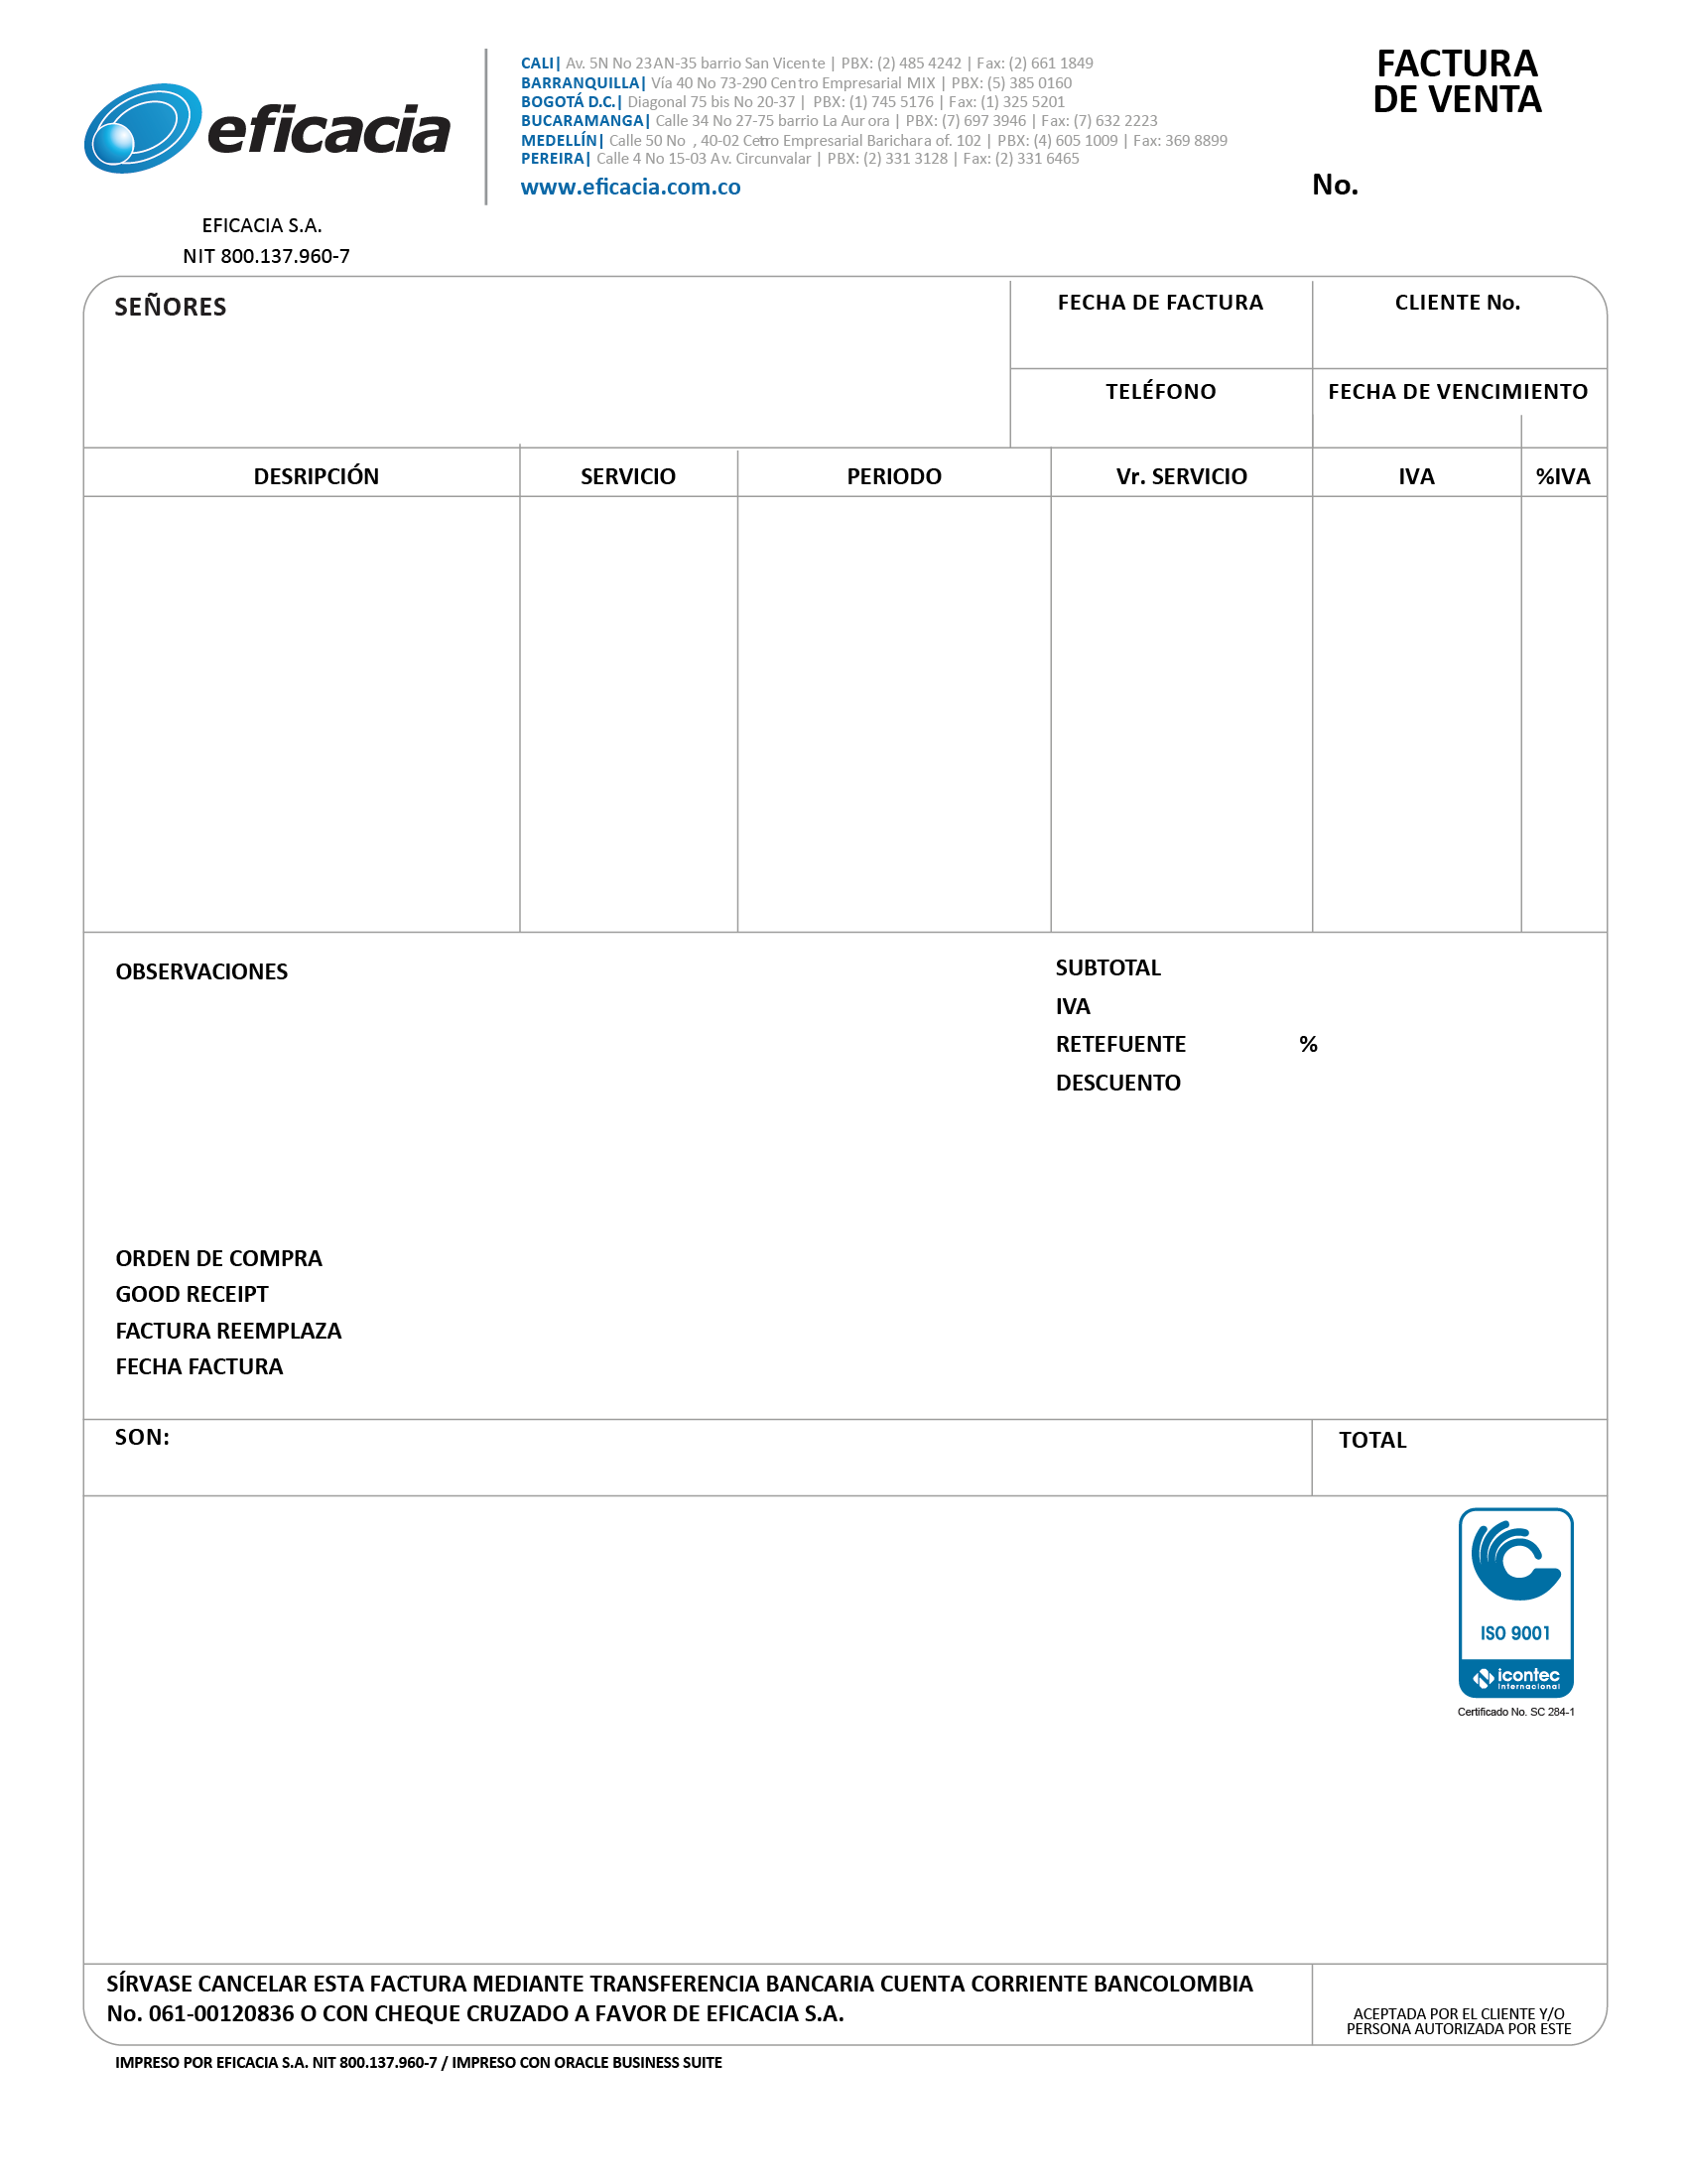 eficacia
EFICACIA S.A.
NIT 800.137.960-7
CALI| Av. 5N No 23AN-35 barrio San Vicente | PBX: (2) 485 4242 | Fax: (2) 661 1849
BARRANQUILLA| Vía 40 No 73-290 Centro Empresarial MIX | PBX: (5) 385 0160
BOGOTÁ D.C.| Diagonal 75 bis No 20-37 | PBX: (1) 745 5176 | Fax: (1) 325 5201
BUCARAMANGA| Calle 34 No 27-75 barrio La Aur ora | PBX: (7) 697 3946 | Fax: (7) 632 2223
MEDELLÍN| Calle 50 No , 40-02 Cetro Empresarial Barichara of. 102 | PBX: (4) 605 1009 | Fax: 369 8899
PEREIRA| Calle 4 No 15-03 Av. Circunvalar | PBX: (2) 331 3128 | Fax: (2) 331 6465
www.eficacia.com.co
FACTURA
DE VENTA
No.
SEÑORES
FECHA DE FACTURA
CLIENTE No.
TELÉFONO
FECHA DE VENCIMIENTO
DESRIPCIÓN SERVICIO PERIODO Vr. SERVICIO IVA %IVA
OBSERVACIONES
SUBTOTAL
IVA
RETEFUENTE %
DESCUENTO
ORDEN DE COMPRA
GOOD RECEIPT
FACTURA REEMPLAZA
FECHA FACTURA
SON:
TOTAL
ISO 9001
icontec
internacional
Certificado No. SC 284-1
SÍRVASE CANCELAR ESTA FACTURA MEDIANTE TRANSFERENCIA BANCARIA CUENTA CORRIENTE BANCOLOMBIA
No. 061-00120836 O CON CHEQUE CRUZADO A FAVOR DE EFICACIA S.A.
ACEPTADA POR EL CLIENTE Y/O
PERSONA AUTORIZADA POR ESTE
IMPRESO POR EFICACIA S.A. NIT 800.137.960-7 / IMPRESO CON ORACLE BUSINESS SUITE